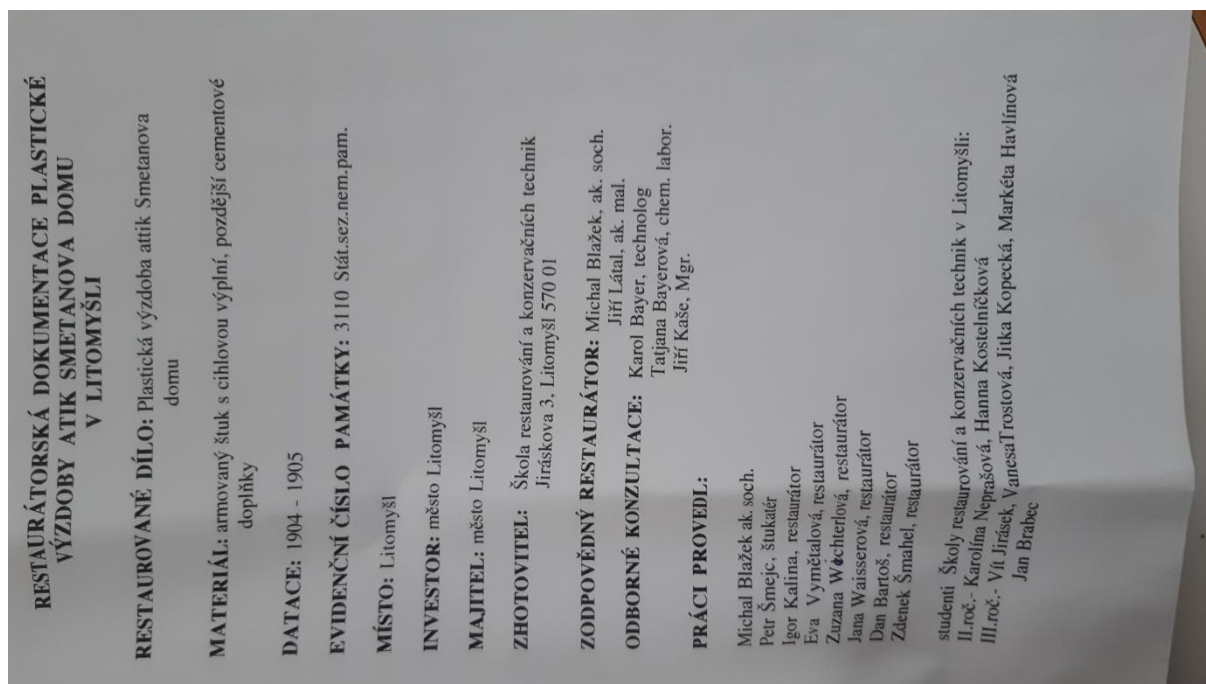 RESTAURÁTORSKÁ DOKUMENTACE PLASTICKÉ
VÝZDOBY ATIK SMETANOVA DOMU
V LITOMYŠLI
RESTAUROVANÉ DÍLO: Plastická výzdoba attik Smetanova
domu
MATERIÁL: armovaný štuk s cihlovou výplní, pozdější cementové
doplňky
DATACE: 1904 - 1905
EVIDENČNÍ ČÍSLO PAMÁTKY: 3110 Stát.sez.nem.pam.
MÍSTO: Litomyšl
INVESTOR: město Litomyšl
MAJITEL: město Litomyšl
ZHOTOVITEL: Škola restaurování a konzervačních technik
Jiráskova 3, Litomyšl 570 01
ZODPOVĚDNÝ RESTAURÁTOR: Michal Blažek, ak. soch.
Jiří Látal, ak. mal.
ODBORNÉ KONZULTACE: Karol Bayer, technolog
Tatjana Bayerová, chem. labor.
Jiří Kaše, Mgr.
PRÁCI PROVEDL:
Michal Blažek ak. soch.
Petr Šmejc, štukatér
Igor Kalina, restaurátor
Eva Vymětalová, restaurátor
Zuzana Wichterlová, restaurátor
Jana Waisserová, restaurátor
Dan Bartoš, restaurátor
Zdenek Šmahel, restaurátor
studenti Školy restaurování a konzervačních technik v Litomyšli:
II.roč.- Karolína Neprašová, Hanna Kostelníčková
III.roč.- Vít Jirásek, VanesaTrostová, Jitka Kopecká, Markéta Havlínová
Jan Brabec